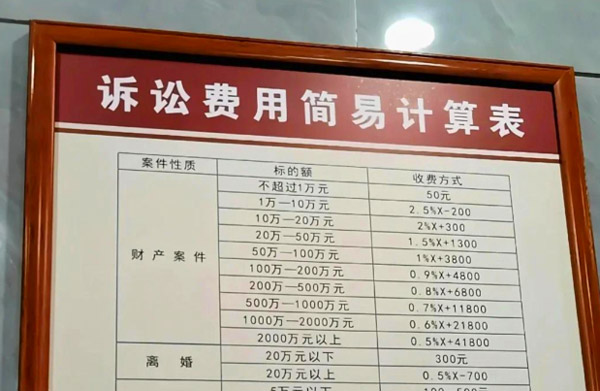 诉讼费用简易计算表
案件性质 标的额 收费方式
财产案件 不超过1万元 50元
1万—10万元 2.5%X-200
10万—20万元 2%X+300
20万—50万元 1.5%X+1300
50万—100万元 1%X+3800
100万—200万元 0.9%X+4800
200万—500万元 0.8%X+6800
500万—1000万元 0.7%X+11800
1000万—2000万元 0.6%X+21800
2000万元以上 0.5%X+41800
离婚 20万元以下 300元
20万元以上 0.5%X-700